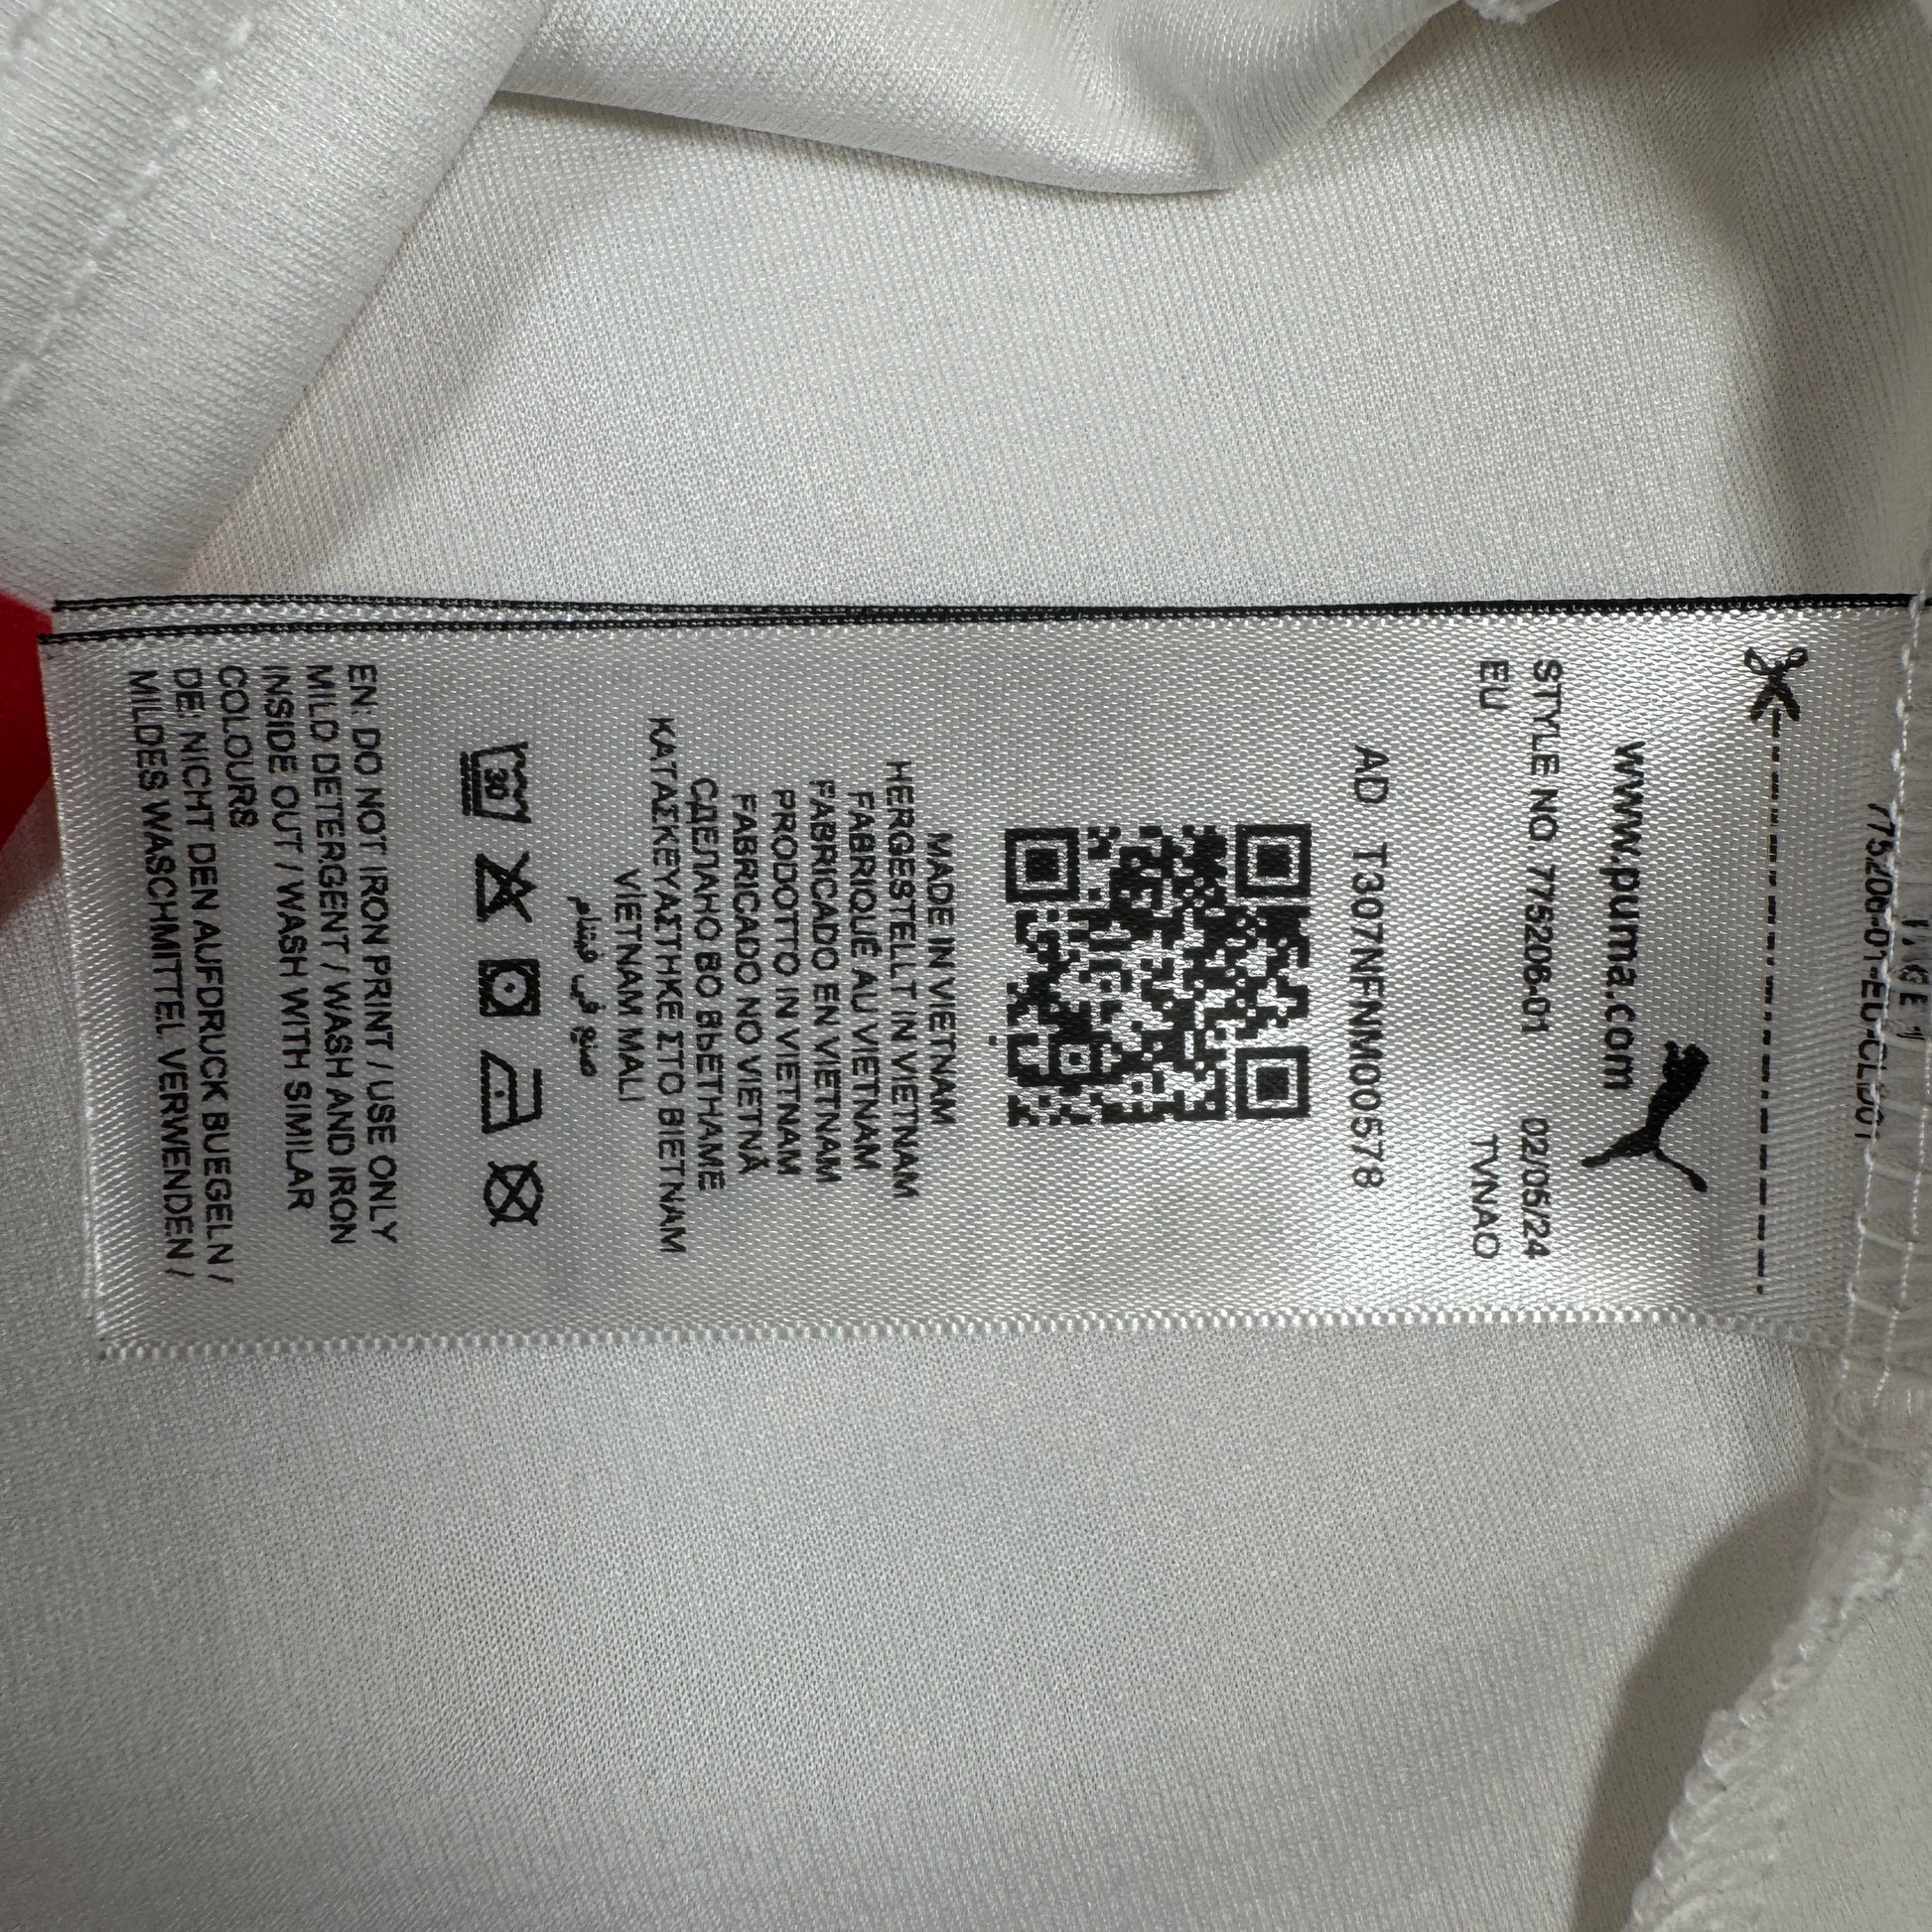 www.puma.com
STYLE NO. 775206-01 02/05/24
EU TVNAO
AD T307NFNNM00578
MADE IN VIETNAM
HERGESTELLT IN VIETNAM
FABRIQUÉ AU VIETNAM
FABRICADO EN VIETNAM
PRODOTTO IN VIETNAM
FABRICADO NO VIETNÃ
СДЕЛАНО ВО ВЬЕТНАМЕ
ΚΑΤΑΣΚΕΥΑΣΤΗΚΕ ΣΤΟ ΒΙΕΤΝΑΜ
VIETNAM MALI
صنع في فيتنام
30
EN: DO NOT IRON PRINT / USE ONLY
MILD DETERGENT / WASH AND IRON
INSIDE OUT / WASH WITH SIMILAR
COLOURS
DE: NICHT DEN AUFDRUCK BUEGELN /
MILDES WASCHMITTEL VERWENDEN /